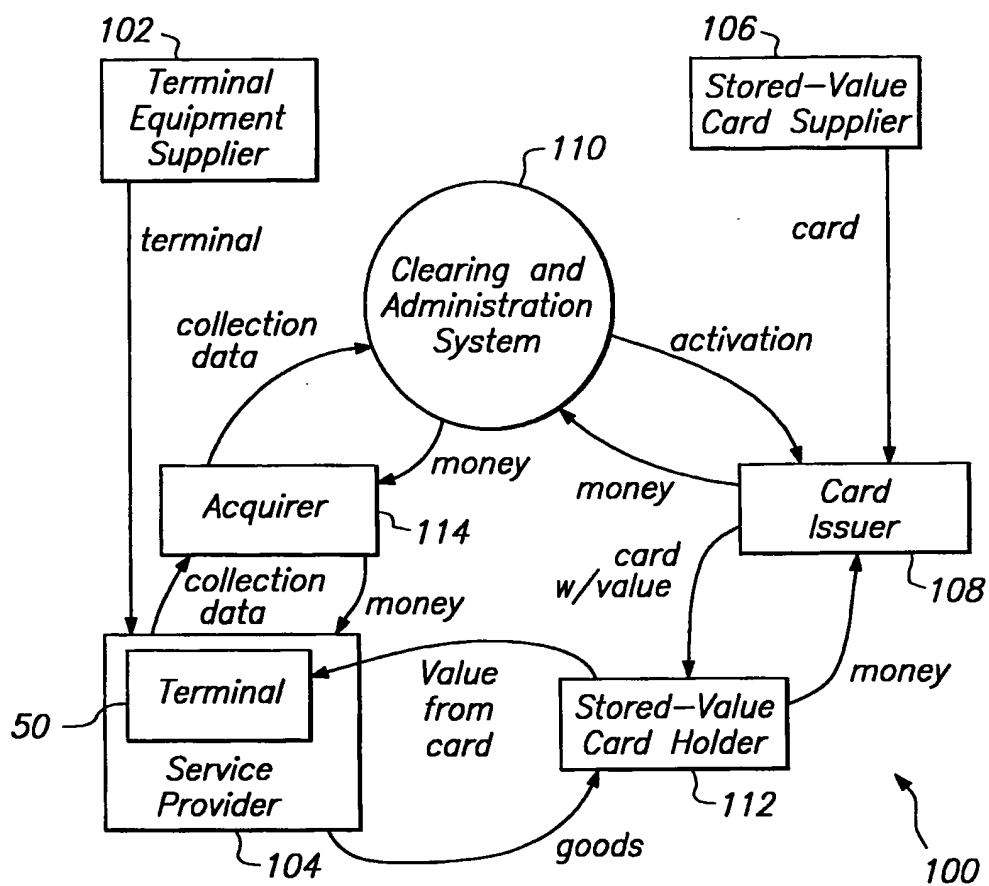 102
Terminal
Equipment
Supplier
106
Stored-Value
Card Supplier
110
terminal
card
Clearing and
Administration
System
collection
data
activation
money
money
Acquirer
114
Card
Issuer
108
collection
data
money
card
w/value
money
Terminal
50
Service
Provider
104
Value
from
card
Stored-Value
Card Holder
112
goods
100